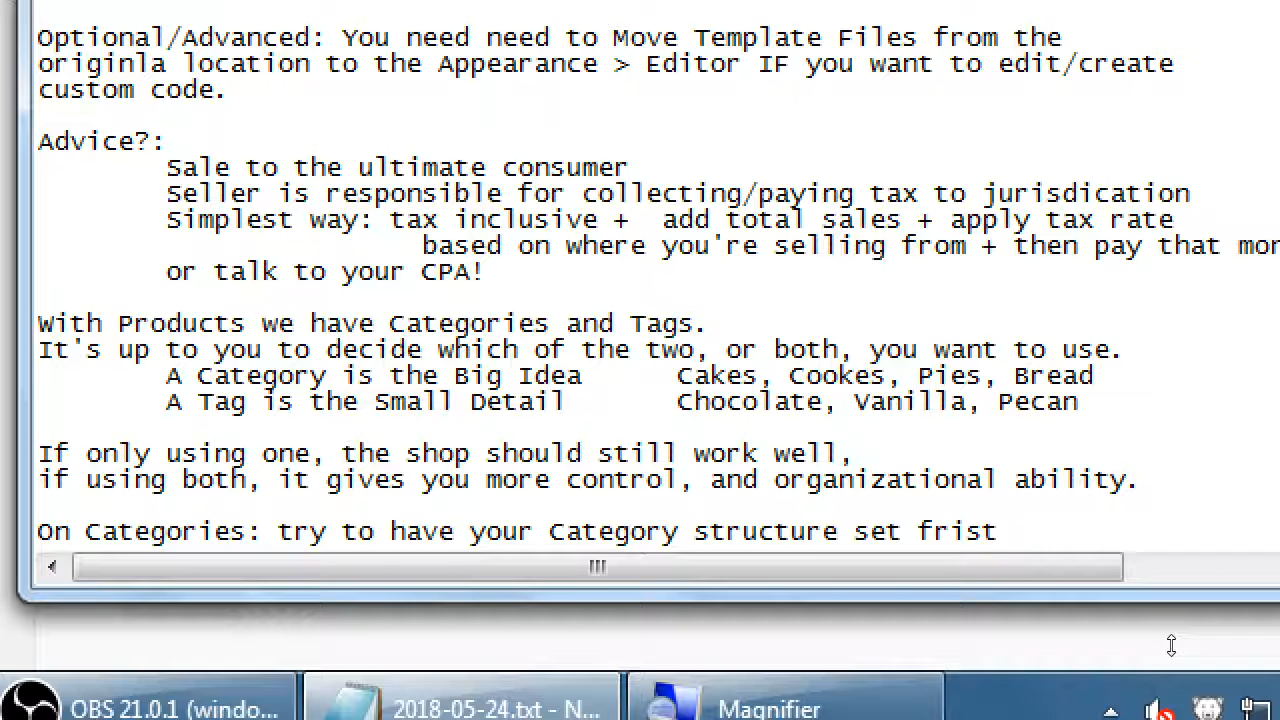 Optional/Advanced: You need need to Move Template Files from the
originla location to the Appearance > Editor IF you want to edit/create
custom code.
Advice?:
Sale to the ultimate consumer
Seller is responsible for collecting/paying tax to jurisdication
Simplest way: tax inclusive +  add total sales + apply tax rate
based on where you're selling from + then pay that mon
or talk to your CPA!
With Products we have Categories and Tags.
It's up to you to decide which of the two, or both, you want to use.
A Category is the Big Idea Cakes, Cookes, Pies, Bread
A Tag is the Small Detail Chocolate, Vanilla, Pecan
If only using one, the shop should still work well,
if using both, it gives you more control, and organizational ability.
On Categories: try to have your Category structure set frist
OBS 21.0.1 (windo... 2018-05-24.txt - N... Magnifier